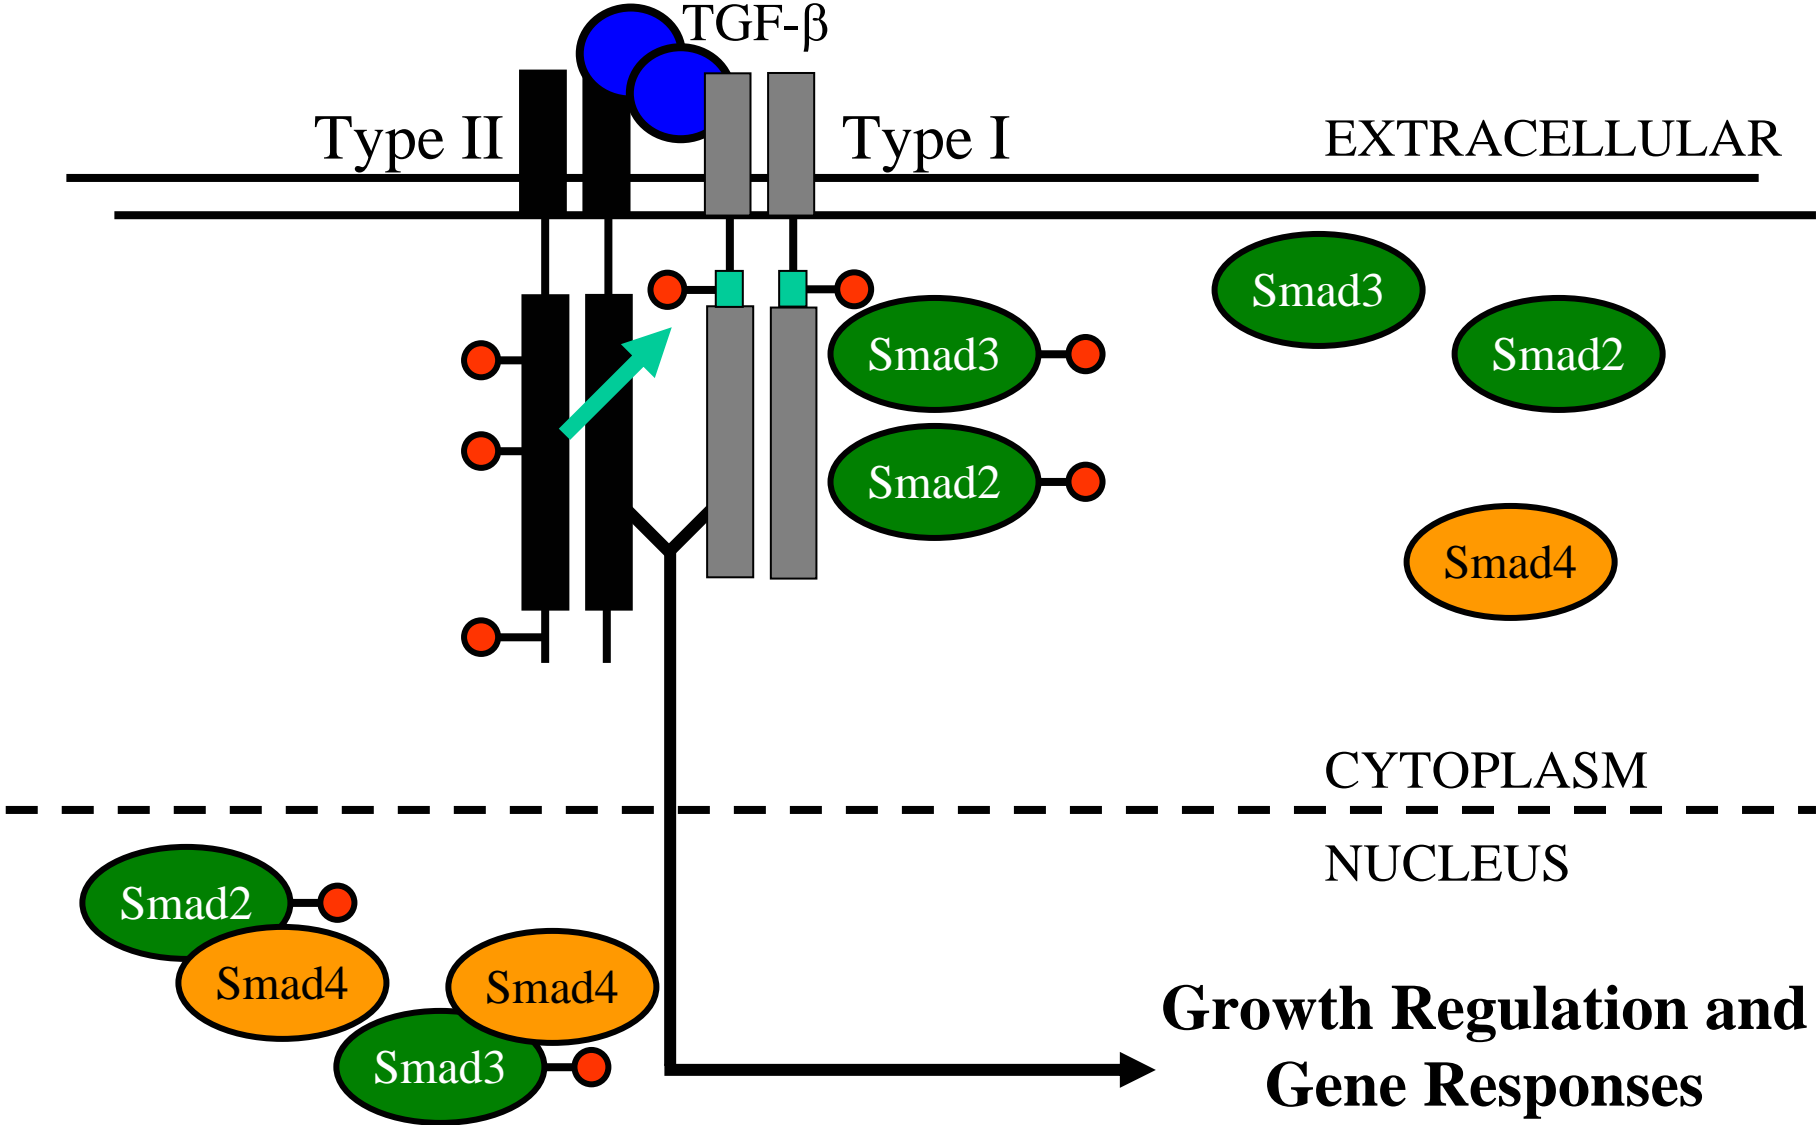 TGF-β
Type II
Type I
EXTRACELLULAR
Smad3
Smad3
Smad2
Smad2
Smad4
CYTOPLASM
NUCLEUS
Smad2
Smad4
Smad4
Smad3
Growth Regulation and
Gene Responses